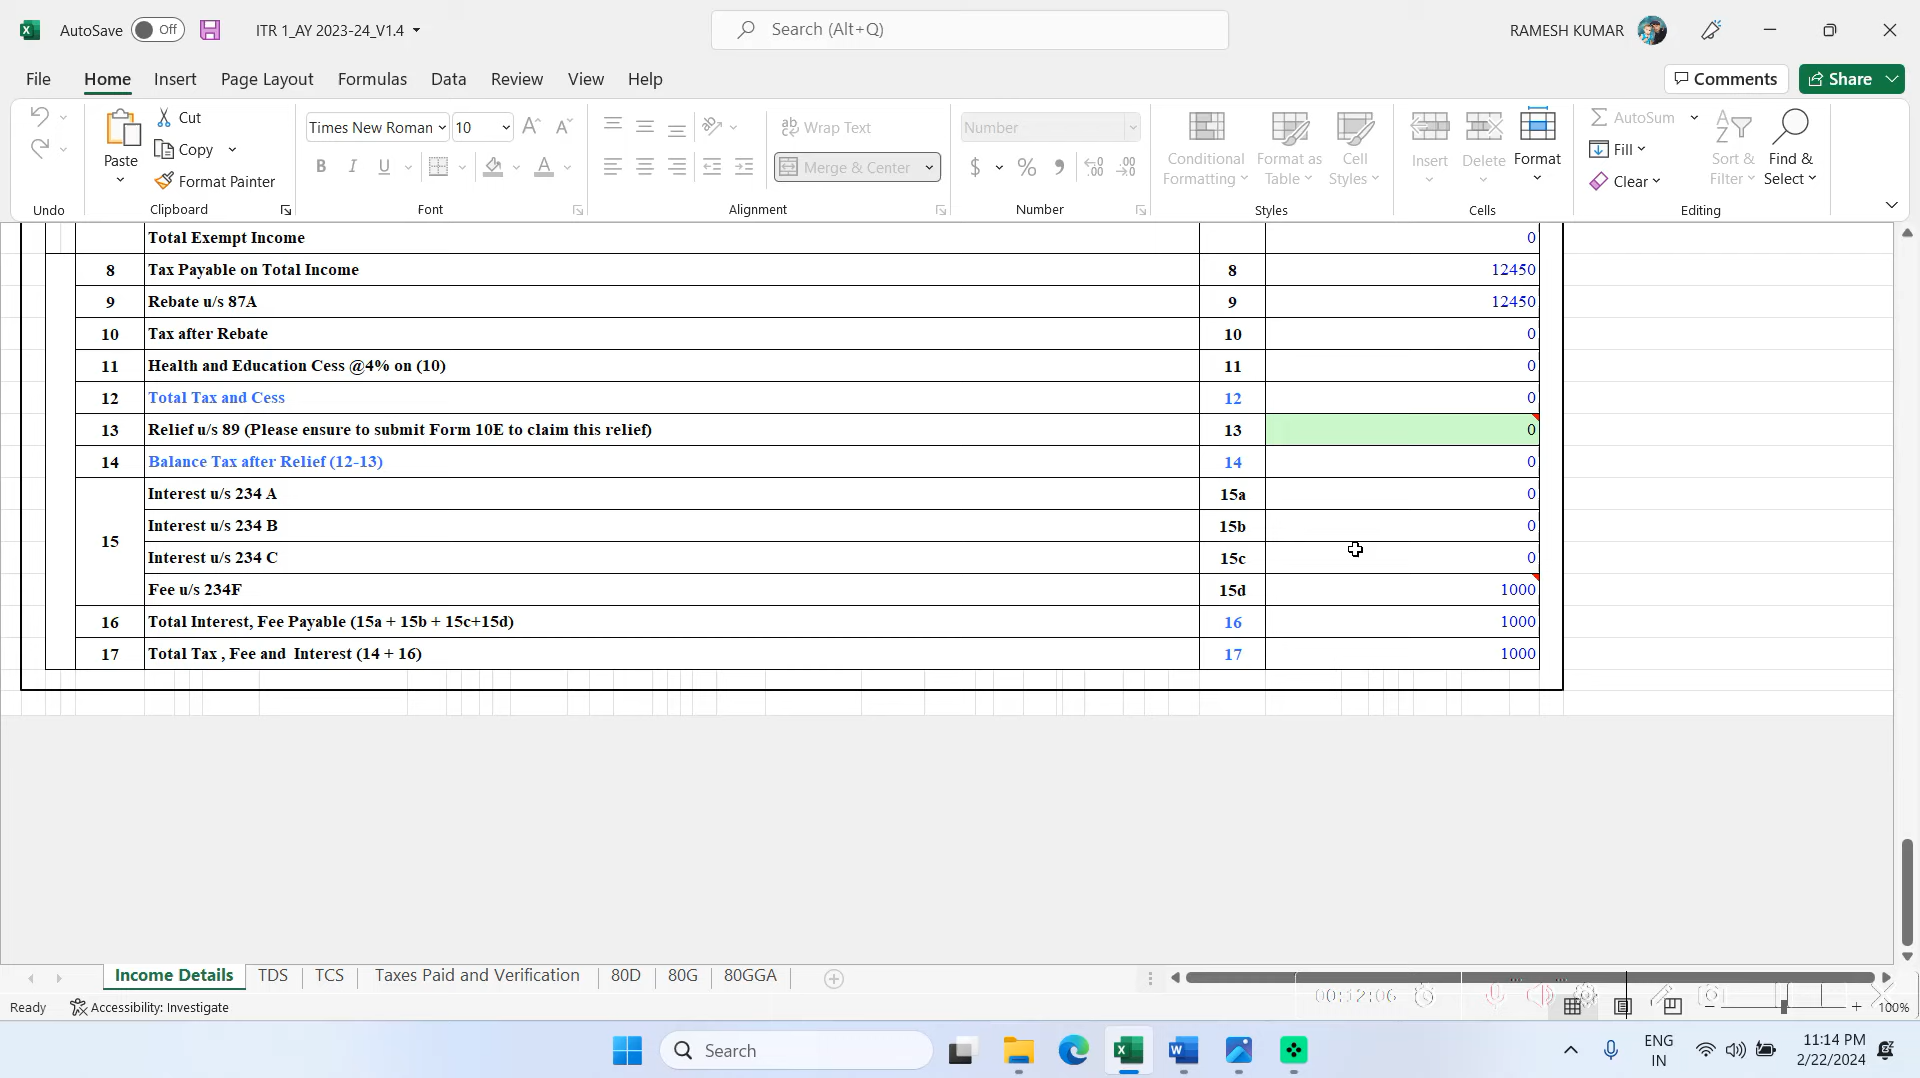 AutoSave Off ITR 1_AY 2023-24_V1.4 Search (Alt+Q) RAMESH KUMAR
File Home Insert Page Layout Formulas Data Review View Help Comments Share
Cut
Copy
Format Painter
Paste
Times New Roman 10
B I U
Wrap Text
Merge & Center
Number
$ %
Conditional Formatting
Format as Table
Cell Styles
Insert Delete Format
AutoSum
Fill
Clear
Sort & Filter
Find & Select
Undo Clipboard Font Alignment Number Styles Cells Editing
Total Exempt Income 0
8 Tax Payable on Total Income 8 12450
9 Rebate u/s 87A 9 12450
10 Tax after Rebate 10 0
11 Health and Education Cess @4% on (10) 11 0
12 Total Tax and Cess 12 0
13 Relief u/s 89 (Please ensure to submit Form 10E to claim this relief) 13 0
14 Balance Tax after Relief (12-13) 14 0
15 Interest u/s 234 A 15a 0
Interest u/s 234 B 15b 0
Interest u/s 234 C 15c 0
Fee u/s 234F 15d 1000
16 Total Interest, Fee Payable (15a + 15b + 15c+15d) 16 1000
17 Total Tax , Fee and Interest (14 + 16) 17 1000
Income Details TDS TCS Taxes Paid and Verification 80D 80G 80GGA
Ready Accessibility: Investigate 00:12:06 100%
Search
ENG
IN
11:14 PM
2/22/2024